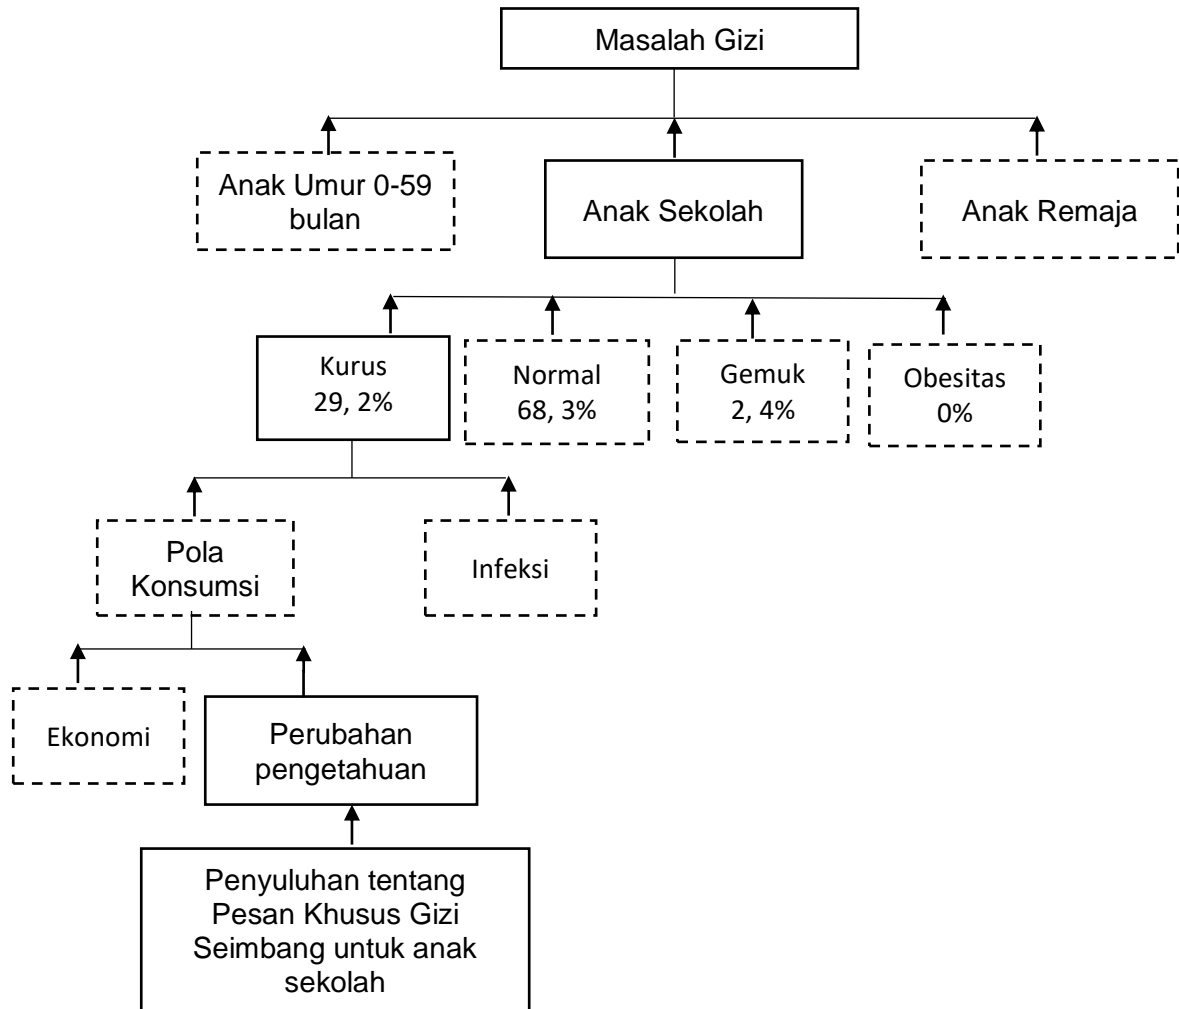 Masalah Gizi
Anak Umur 0-59
bulan
Anak Sekolah
Anak Remaja
Kurus
29, 2%
Normal
68, 3%
Gemuk
2, 4%
Obesitas
0%
Pola
Konsumsi
Infeksi
Ekonomi
Perubahan
pengetahuan
Penyuluhan tentang
Pesan Khusus Gizi
Seimbang untuk anak
sekolah